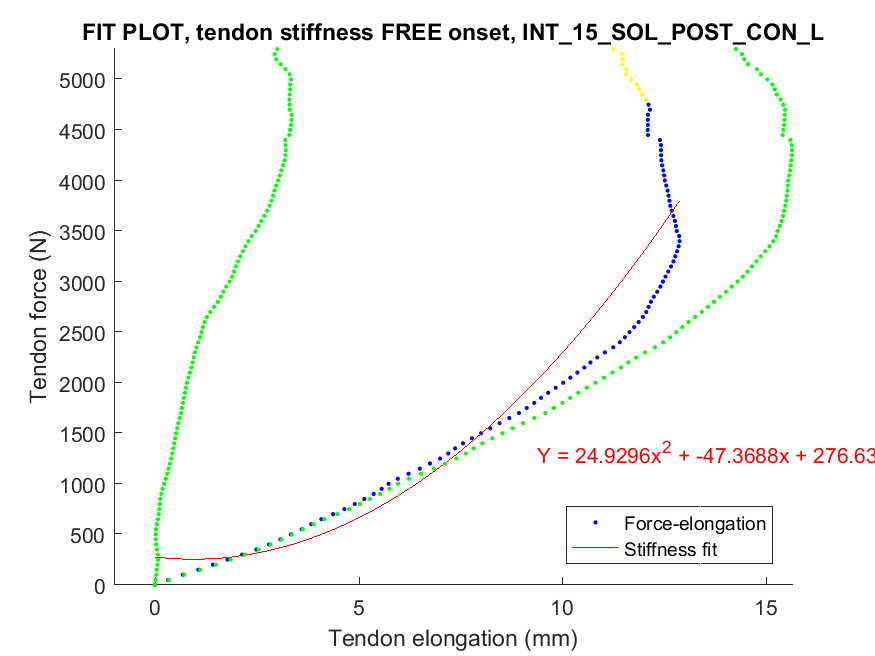 FIT PLOT, tendon stiffness FREE onset, INT_15_SOL_POST_CON_L
5000
4500
4000
3500
3000
2500
2000
1500
1000
500
0
Tendon force (N)
Y = 24.9296x² + -47.3688x + 276.63
Force-elongation
Stiffness fit
0 5 10 15
Tendon elongation (mm)